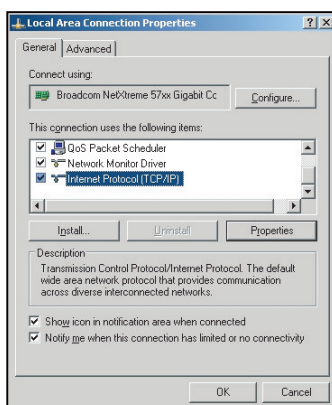 Local Area Connection Properties
General Advanced
Connect using:
Broadcom NetXtreme 57xx Gigabit Cc
Configure...
This connection uses the following items:
QoS Packet Scheduler
Network Monitor Driver
Internet Protocol (TCP/IP)
Install... Uninstall Properties
Description
Transmission Control Protocol/Internet Protocol. The default
wide area network protocol that provides communication
across diverse interconnected networks.
Show icon in notification area when connected
Notify me when this connection has limited or no connectivity
OK Cancel